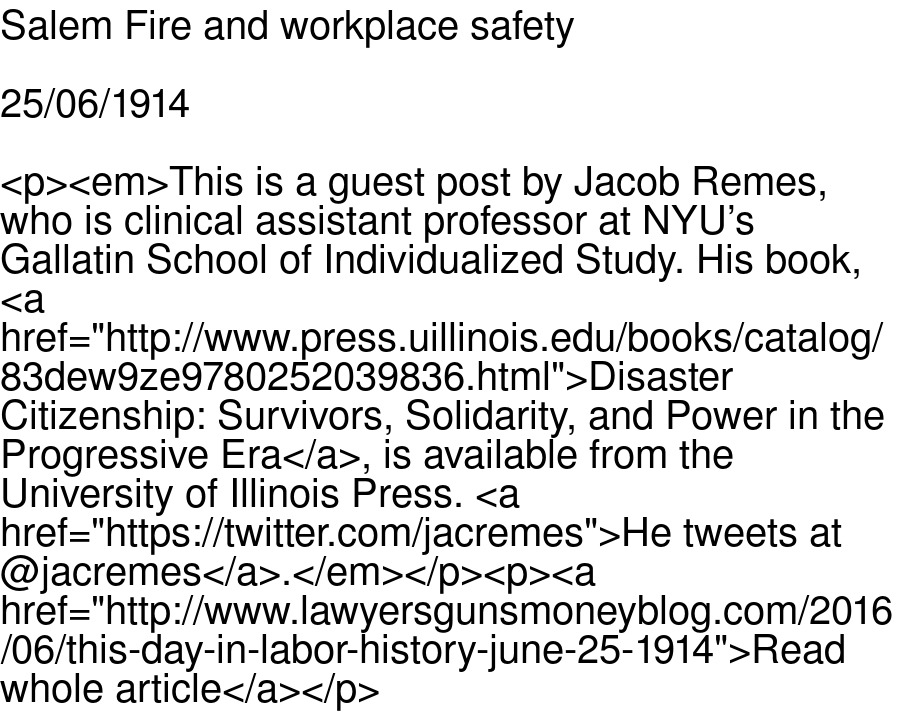 Salem Fire and workplace safety
25/06/1914
<p><em>This is a guest post by Jacob Remes,
who is clinical assistant professor at NYU’s
Gallatin School of Individualized Study. His book,
<a
href="http://www.press.uillinois.edu/books/catalog/
83dew9ze9780252039836.html">Disaster
Citizenship: Survivors, Solidarity, and Power in the
Progressive Era</a>, is available from the
University of Illinois Press. <a
href="https://twitter.com/jacremes">He tweets at
@jacremes</a>.</em></p><p><a
href="http://www.lawyersgunsmoneyblog.com/2016
/06/this-day-in-labor-history-june-25-1914">Read
whole article</a></p>